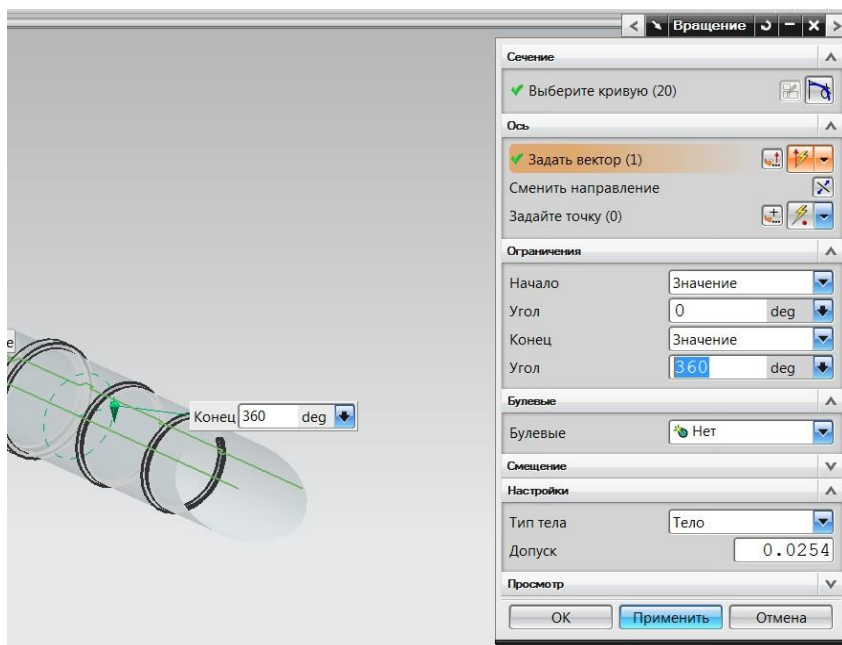 Вращение
Сечение
Выберите кривую (20)
Ось
Задать вектор (1)
Сменить направление
Задайте точку (0)
Ограничения
Начало Значение
Угол 0 deg
Конец Значение
Угол 360 deg
е
Конец 360 deg
Булевые
Булевые Нет
Смещение
Настройки
Тип тела Тело
Допуск 0.0254
Просмотр
ОК Применить Отмена